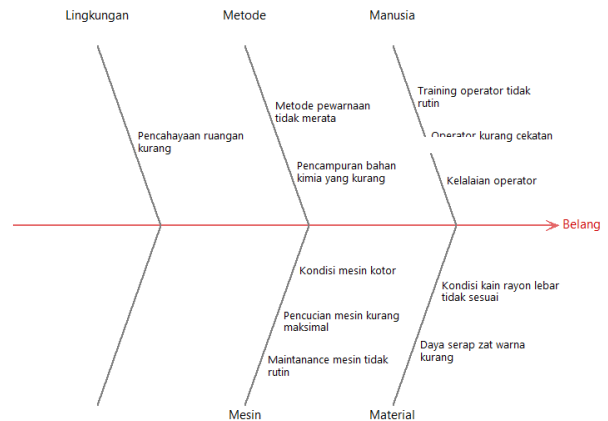 Lingkungan
Metode
Manusia
Training operator tidak
rutin
Metode pewarnaan
tidak merata
Pencahayaan ruangan
kurang
Operator kurang cekatan
Pencampuran bahan
kimia yang kurang
Kelalaian operator
Belang
Kondisi mesin kotor
Kondisi kain rayon lebar
tidak sesuai
Pencucian mesin kurang
maksimal
Daya serap zat warna
kurang
Maintanance mesin tidak
rutin
Mesin
Material